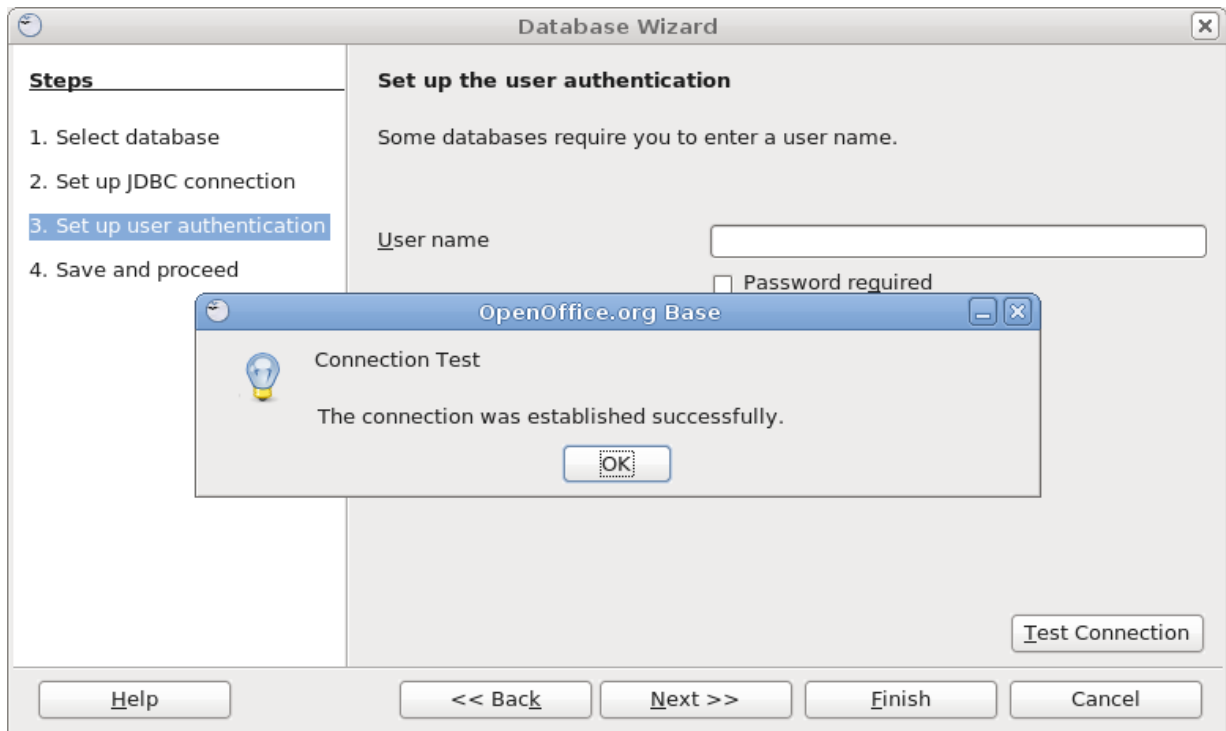 Database Wizard
Steps
1. Select database
2. Set up JDBC connection
3. Set up user authentication
4. Save and proceed
Set up the user authentication
Some databases require you to enter a user name.
User name
Password required
OpenOffice.org Base
Connection Test
The connection was established successfully.
OK
Test Connection
Help
<< Back
Next >>
Finish
Cancel